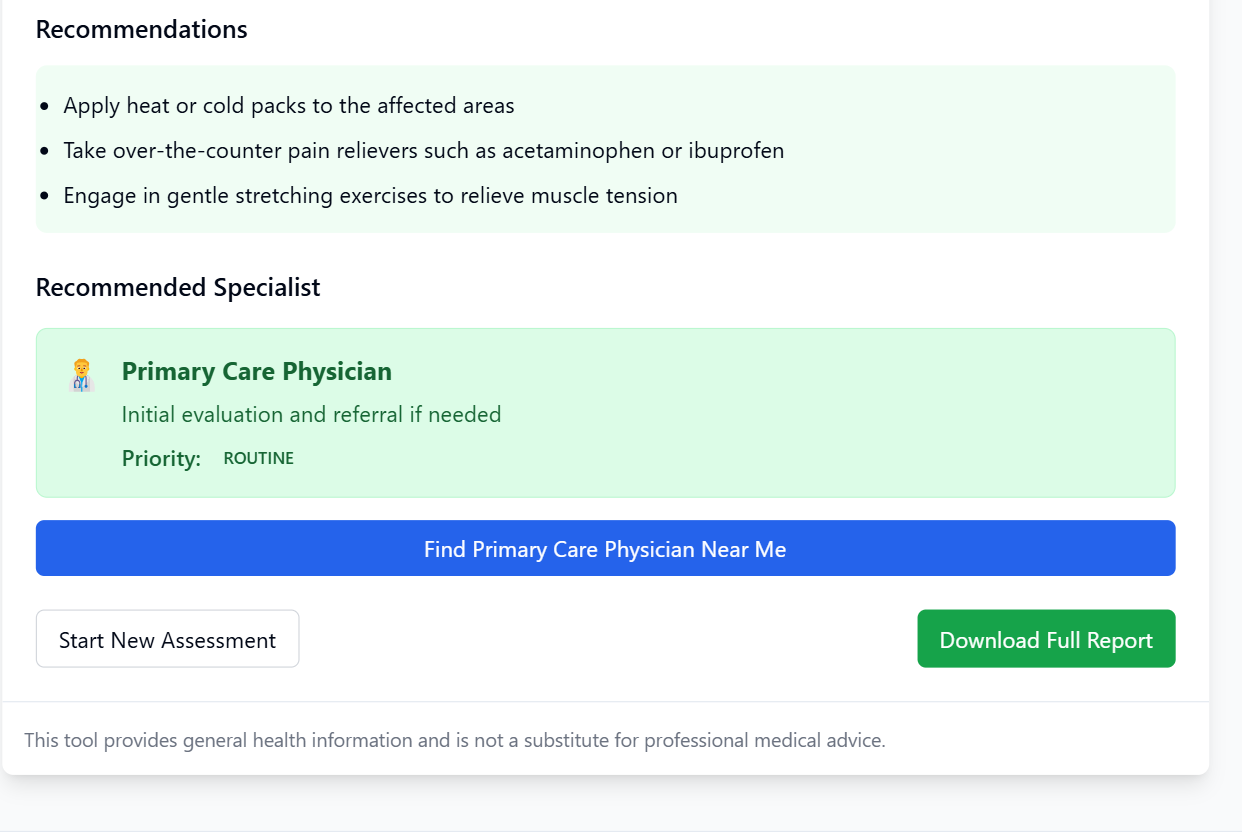 Recommendations
Apply heat or cold packs to the affected areas
Take over-the-counter pain relievers such as acetaminophen or ibuprofen
Engage in gentle stretching exercises to relieve muscle tension
Recommended Specialist
Primary Care Physician
Initial evaluation and referral if needed
Priority: ROUTINE
Find Primary Care Physician Near Me
Start New Assessment
Download Full Report
This tool provides general health information and is not a substitute for professional medical advice.